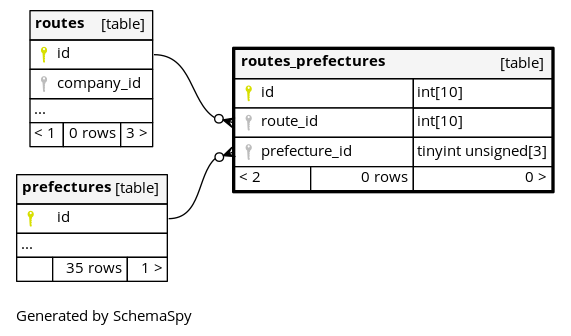 routes [table]
id
company_id
...
< 1 0 rows 3 >
routes_prefectures [table]
id int[10]
route_id int[10]
prefecture_id tinyint unsigned[3]
< 2 0 rows 0 >
prefectures [table]
id
...
35 rows 1 >
Generated by SchemaSpy